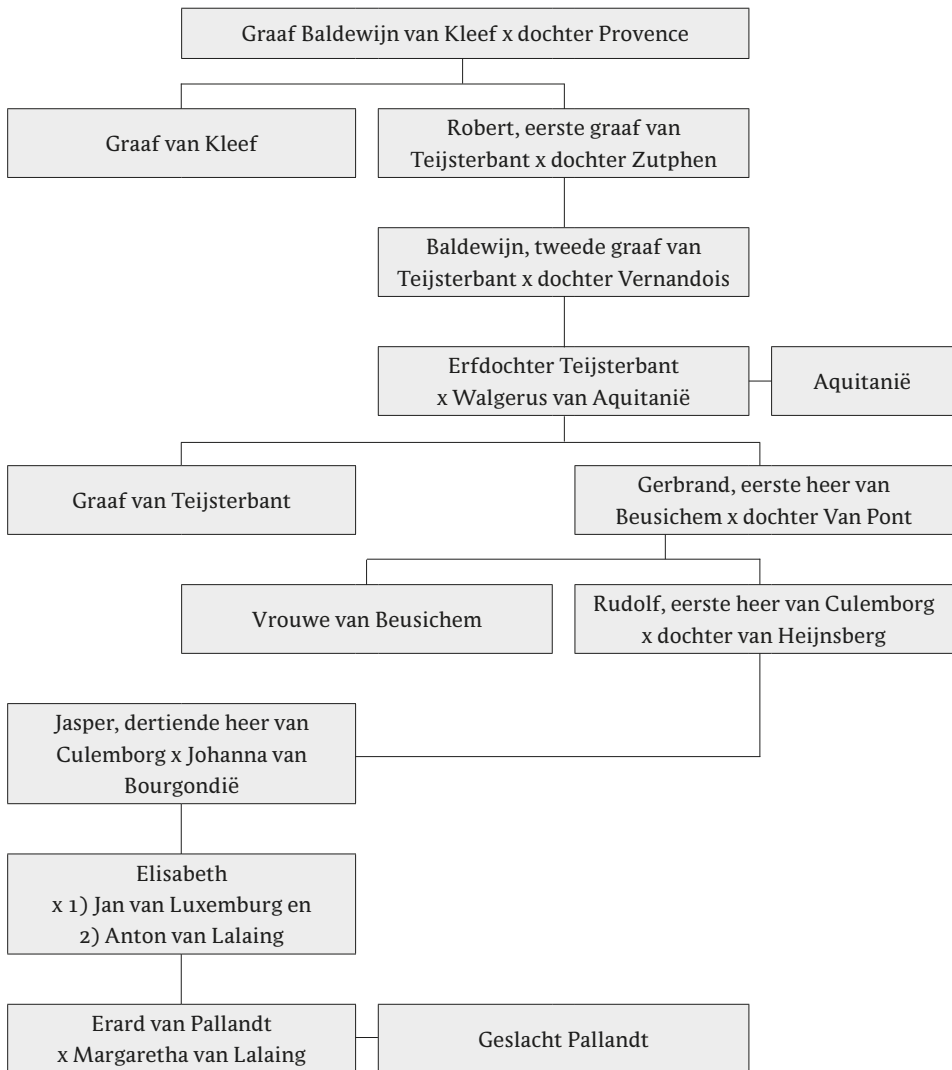 Graaf Baldewijn van Kleef x dochter Provence
Graaf van Kleef
Robert, eerste graaf van
Teijsterbant x dochter Zutphen
Baldewijn, tweede graaf van
Teijsterbant x dochter Vernandois
Erfdochter Teijsterbant
x Walgerus van Aquitanië
Aquitanië
Graaf van Teijsterbant
Gerbrand, eerste heer van
Beusichem x dochter Van Pont
Vrouwe van Beusichem
Rudolf, eerste heer van Culemborg
x dochter van Heijnsberg
Jasper, dertiende heer van
Culemborg x Johanna van
Bourgondië
Elisabeth
x 1) Jan van Luxemburg en
2) Anton van Lalaing
Erard van Pallandt
x Margaretha van Lalaing
Geslacht Pallandt